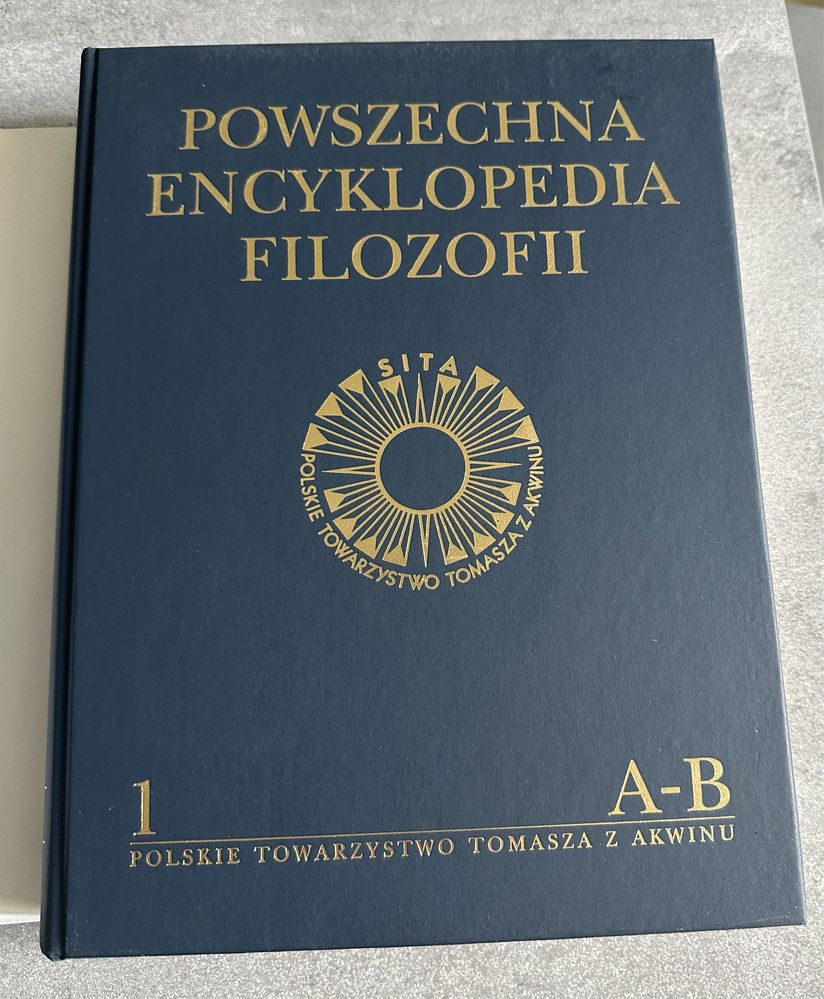 POWSZECHNA
ENCYKLOPEDIA
FILOZOFII
SITA
POLSKIE TOWARZYSTWO TOMASZA Z AKWINU
1 A-B
POLSKIE TOWARZYSTWO TOMASZA Z AKWINU